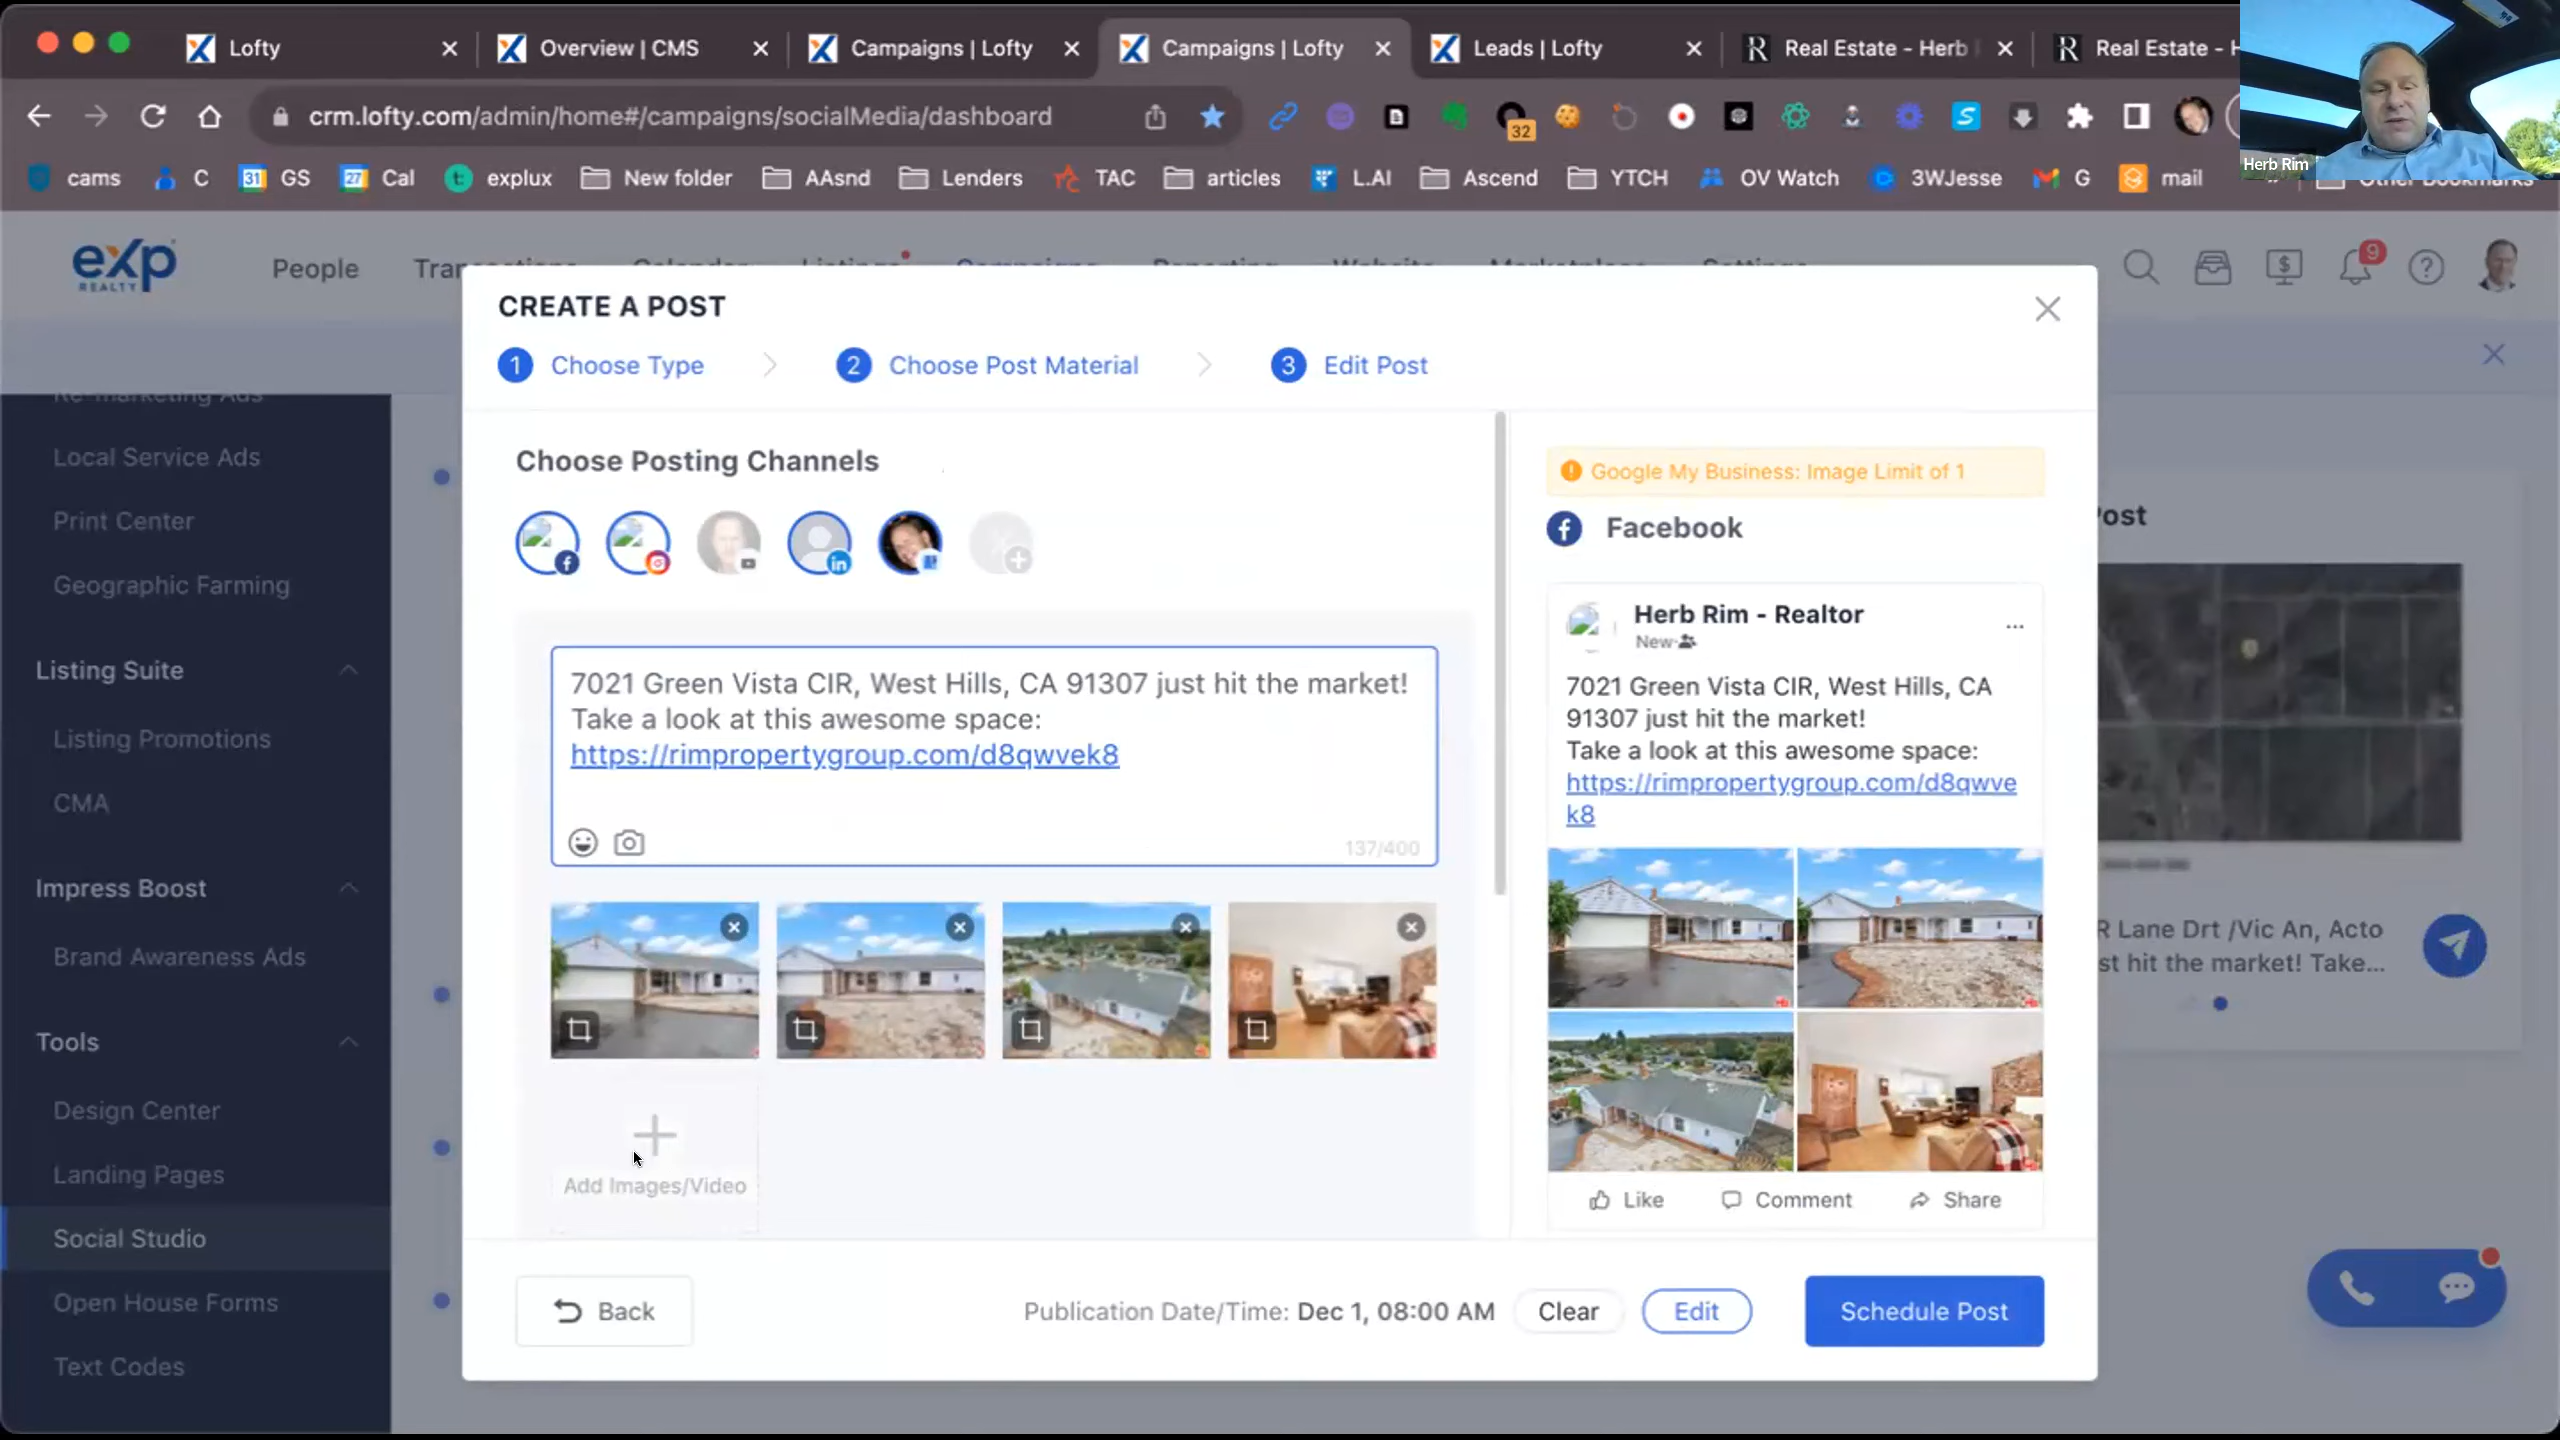 Lofty
Overview | CMS
Campaigns | Lofty
Campaigns | Lofty
Leads | Lofty
Real Estate - Herb
Real Estate - H
crm.lofty.com/admin/home#/campaigns/socialMedia/dashboard
32
Herb Rim
cams
C
31 GS
27 Cal
explux
New folder
AAsnd
Lenders
TAC
articles
L.AI
Ascend
YTCH
OV Watch
3WJesse
G
mail
Other Bookmarks
eXp
REALTY
People
Transactions
Calendar
Listings
Campaigns
Reporting
Website
Marketplace
Settings
9
Re-marketing Ads
Local Service Ads
Print Center
Geographic Farming
Listing Suite
Listing Promotions
CMA
Impress Boost
Brand Awareness Ads
Tools
Design Center
Landing Pages
Social Studio
Open House Forms
Text Codes
CREATE A POST
1 Choose Type
2 Choose Post Material
3 Edit Post
Choose Posting Channels
7021 Green Vista CIR, West Hills, CA 91307 just hit the market!
Take a look at this awesome space:
https://rimpropertygroup.com/d8qwvek8
137/400
Add Images/Video
Google My Business: Image Limit of 1
Facebook
Herb Rim - Realtor
New
7021 Green Vista CIR, West Hills, CA
91307 just hit the market!
Take a look at this awesome space:
https://rimpropertygroup.com/d8qwve
k8
Like
Comment
Share
Back
Publication Date/Time: Dec 1, 08:00 AM
Clear
Edit
Schedule Post
Post
R Lane Drt /Vic An, Acto
st hit the market! Take...